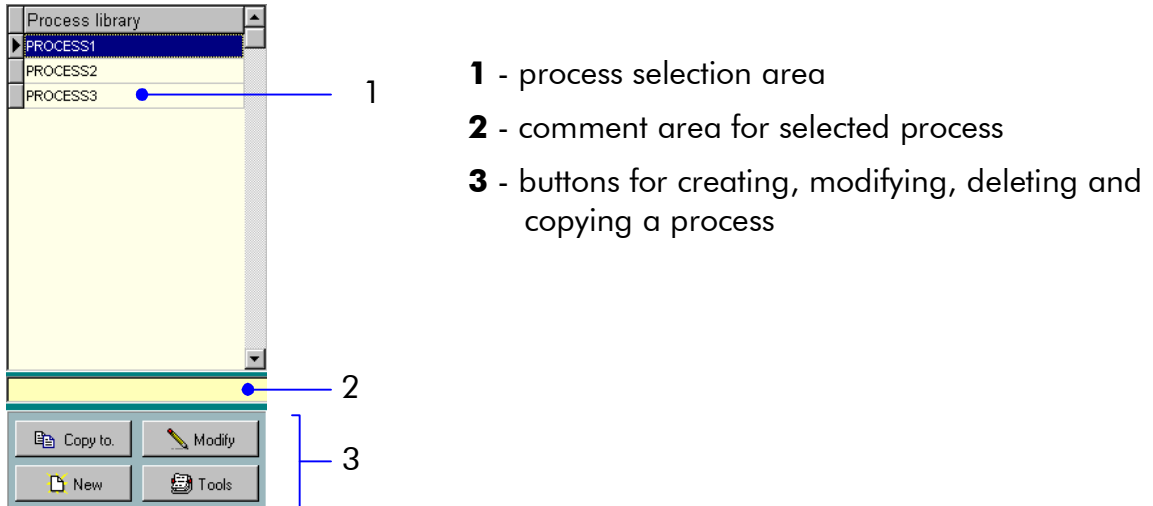 Process library
PROCESS1
PROCESS2
PROCESS3
1
2
Copy to.
Modify
New
Tools
3
1 - process selection area
2 - comment area for selected process
3 - buttons for creating, modifying, deleting and
copying a process